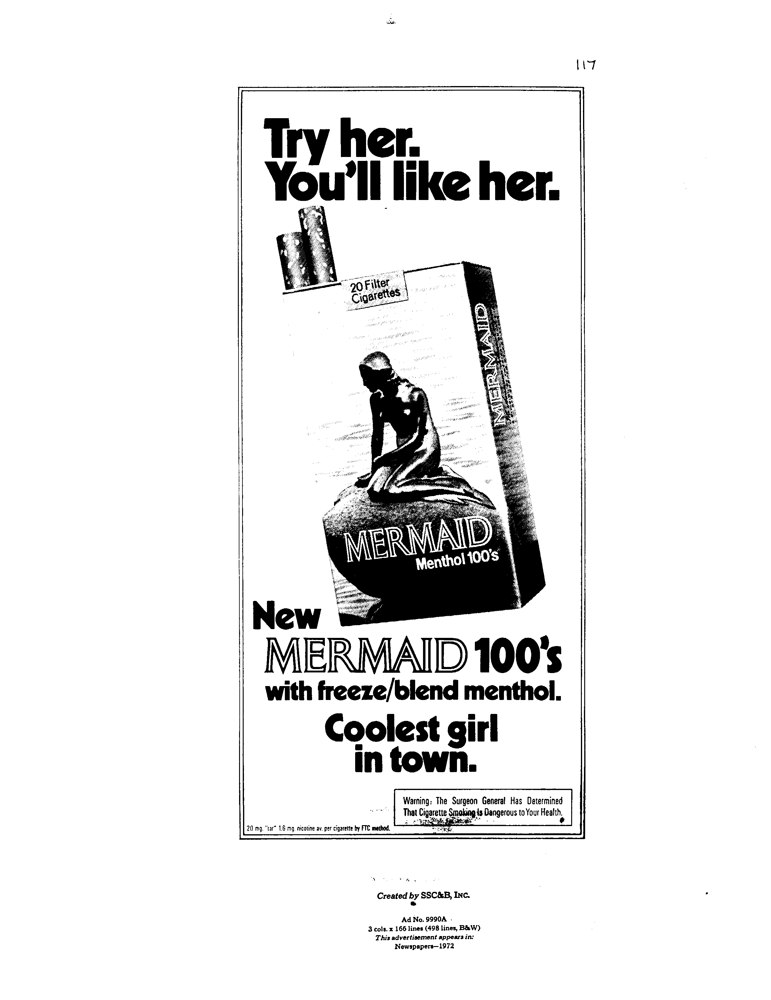 117
Try her.
You'll like her.
20 Filter
Cigarettes
MERMAID
MERMAID
Menthol 100's
New
MERMAID 100's
with freeze/blend menthol.
Coolest girl
in town.
Warning: The Surgeon General Has Determined
That Cigarette Smoking Is Dangerous to Your Health.
20 mg. "tar" 1.6 mg. nicotine av. per cigarette by FTC method.
Created by SSC&B, INC.
Ad No. 9990A
3 cols. x 166 lines (498 lines, B&W)
This advertisement appears in:
Newspapers—1972